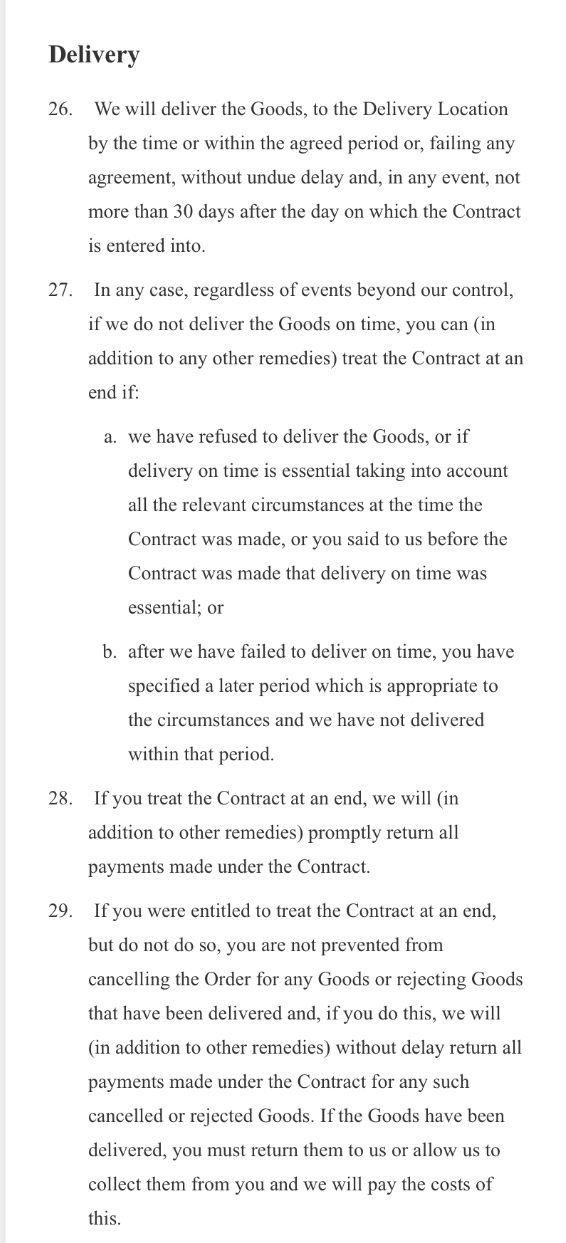 Delivery
26. We will deliver the Goods, to the Delivery Location
by the time or within the agreed period or, failing any
agreement, without undue delay and, in any event, not
more than 30 days after the day on which the Contract
is entered into.
27. In any case, regardless of events beyond our control,
if we do not deliver the Goods on time, you can (in
addition to any other remedies) treat the Contract at an
end if:
a. we have refused to deliver the Goods, or if
delivery on time is essential taking into account
all the relevant circumstances at the time the
Contract was made, or you said to us before the
Contract was made that delivery on time was
essential; or
b. after we have failed to deliver on time, you have
specified a later period which is appropriate to
the circumstances and we have not delivered
within that period.
28. If you treat the Contract at an end, we will (in
addition to other remedies) promptly return all
payments made under the Contract.
29. If you were entitled to treat the Contract at an end,
but do not do so, you are not prevented from
cancelling the Order for any Goods or rejecting Goods
that have been delivered and, if you do this, we will
(in addition to other remedies) without delay return all
payments made under the Contract for any such
cancelled or rejected Goods. If the Goods have been
delivered, you must return them to us or allow us to
collect them from you and we will pay the costs of
this.